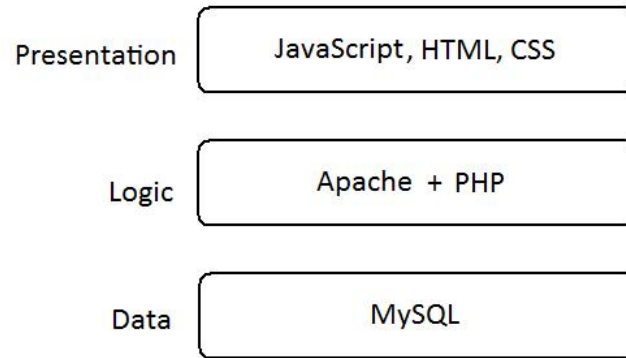 Presentation JavaScript, HTML, CSS
Logic Apache + PHP
Data MySQL